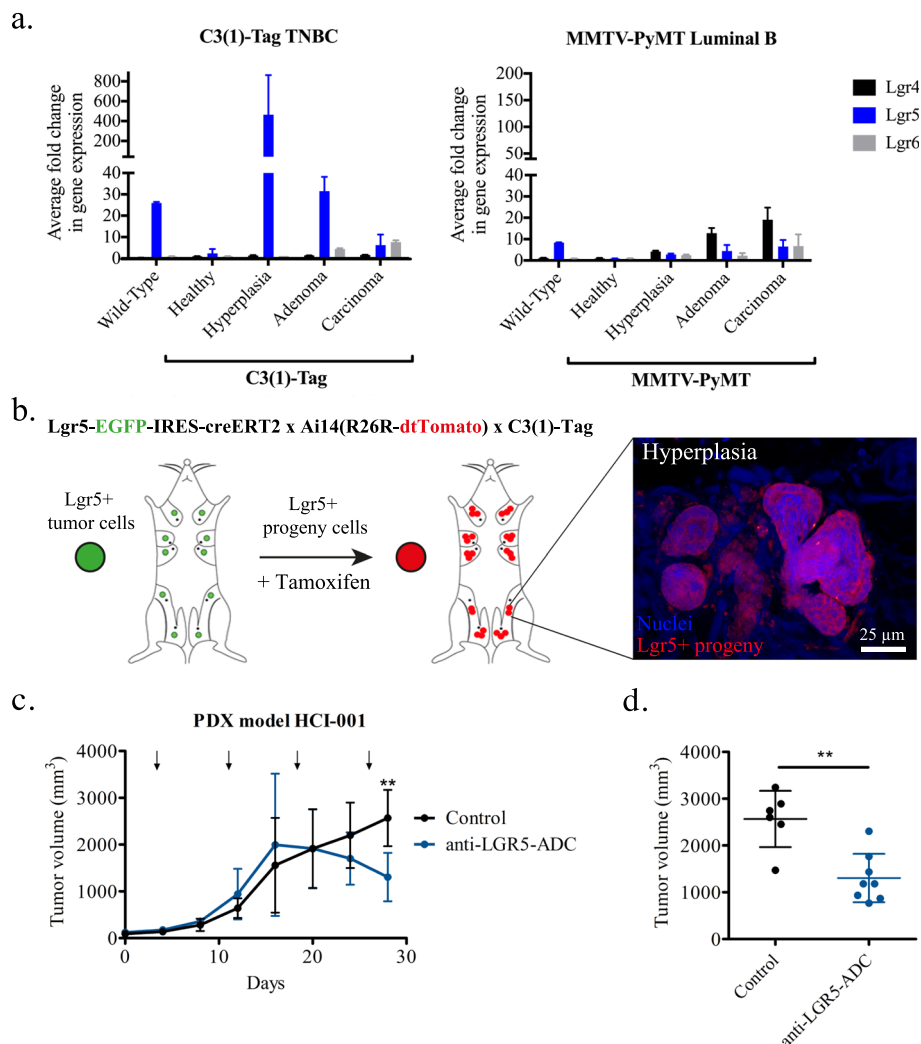 a.
C3(1)-Tag TNBC
MMTV-PyMT Luminal B
Average fold change
in gene expression
800
600
400
200
40
30
20
10
0
Wild-Type
Healthy
Hyperplasia
Adenoma
Carcinoma
C3(1)-Tag
Average fold change
in gene expression
200
150
100
50
40
30
20
10
0
Wild-Type
Healthy
Hyperplasia
Adenoma
Carcinoma
MMTV-PyMT
Lgr4
Lgr5
Lgr6
b.
Lgr5-EGFP-IRES-creERT2 x Ai14(R26R-dtTomato) x C3(1)-Tag
Lgr5+
tumor cells
Lgr5+
progeny cells
+ Tamoxifen
Hyperplasia
Nuclei
Lgr5+ progeny
25 μm
c.
PDX model HCI-001
Tumor volume (mm³)
4000
3000
2000
1000
0
0
10
20
30
Days
**
Control
anti-LGR5-ADC
d.
Tumor volume (mm³)
4000
3000
2000
1000
0
**
Control
anti-LGR5-ADC